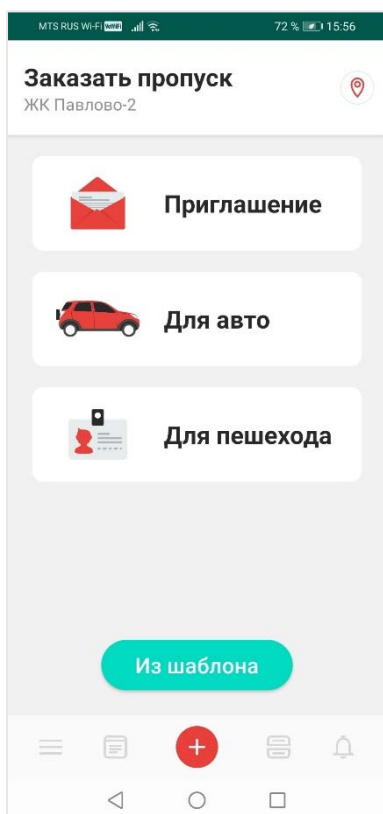 MTS RUS Wi-Fi VoWiFi 72 % 15:56
Заказать пропуск
ЖК Павлово-2
Приглашение
Для авто
Для пешехода
Из шаблона